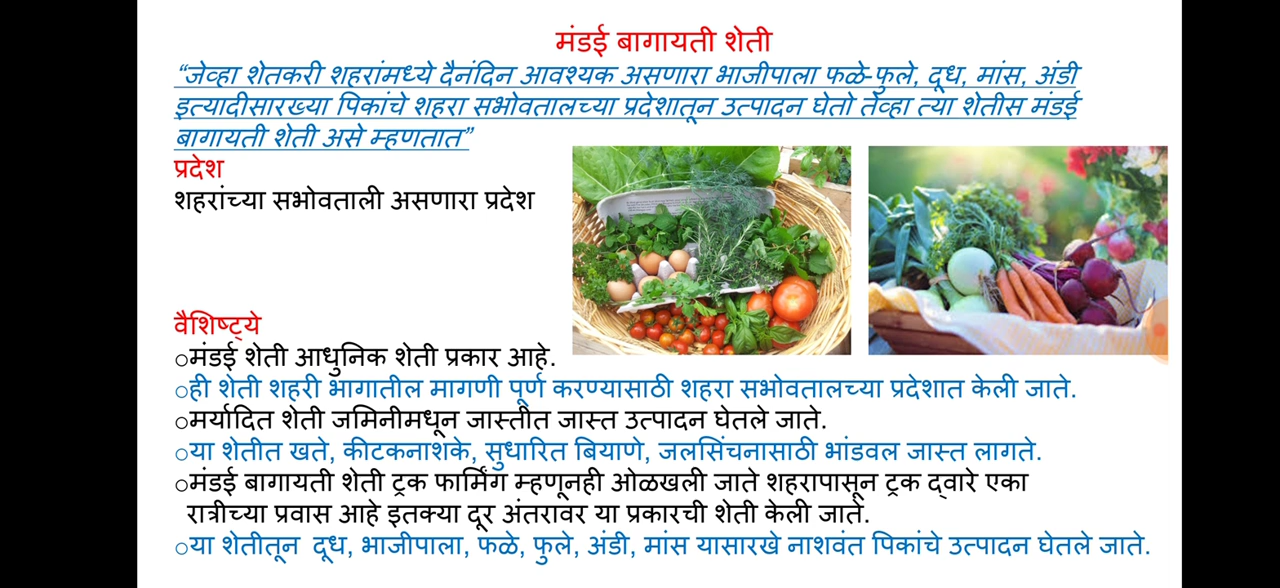 मंडई बागायती शेती
“जेव्हा शेतकरी शहरांमध्ये दैनंदिन आवश्यक असणारा भाजीपाला फळे-फुले, दूध, मांस, अंडी
इत्यादीसारख्या पिकांचे शहरा सभोवतालच्या प्रदेशातून उत्पादन घेतो तेव्हा त्या शेतीस मंडई
बागायती शेती असे म्हणतात”
प्रदेश
शहरांच्या सभोवताली असणारा प्रदेश
वैशिष्ट्ये
○मंडई शेती आधुनिक शेती प्रकार आहे.
○ही शेती शहरी भागातील मागणी पूर्ण करण्यासाठी शहरा सभोवतालच्या प्रदेशात केली जाते.
○मर्यादित शेती जमिनीमधून जास्तीत जास्त उत्पादन घेतले जाते.
○या शेतीत खते, कीटकनाशके, सुधारित बियाणे, जलसिंचनासाठी भांडवल जास्त लागते.
○मंडई बागायती शेती ट्रक फार्मिंग म्हणूनही ओळखली जाते शहरापासून ट्रक द्वारे एका
रात्रीच्या प्रवास आहे इतक्या दूर अंतरावर या प्रकारची शेती केली जाते.
○या शेतीतून दूध, भाजीपाला, फळे, फुले, अंडी, मांस यासारखे नाशवंत पिकांचे उत्पादन घेतले जाते.